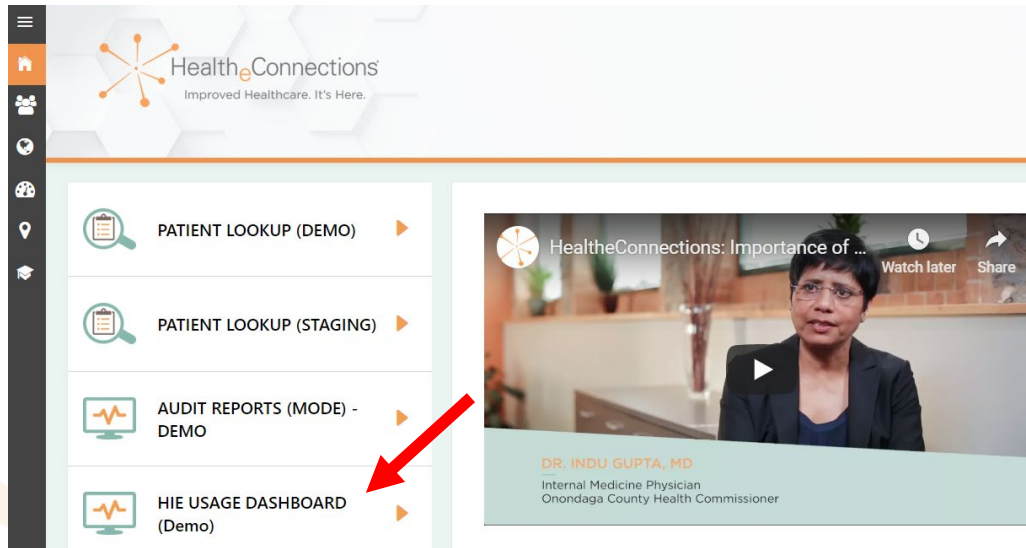 HealtheConnections
Improved Healthcare. It's Here.
PATIENT LOOKUP (DEMO)
PATIENT LOOKUP (STAGING)
AUDIT REPORTS (MODE) -
DEMO
HIE USAGE DASHBOARD
(Demo)
HealtheConnections: Importance of ...
Watch later
Share
DR. INDU GUPTA, MD
Internal Medicine Physician
Onondaga County Health Commissioner